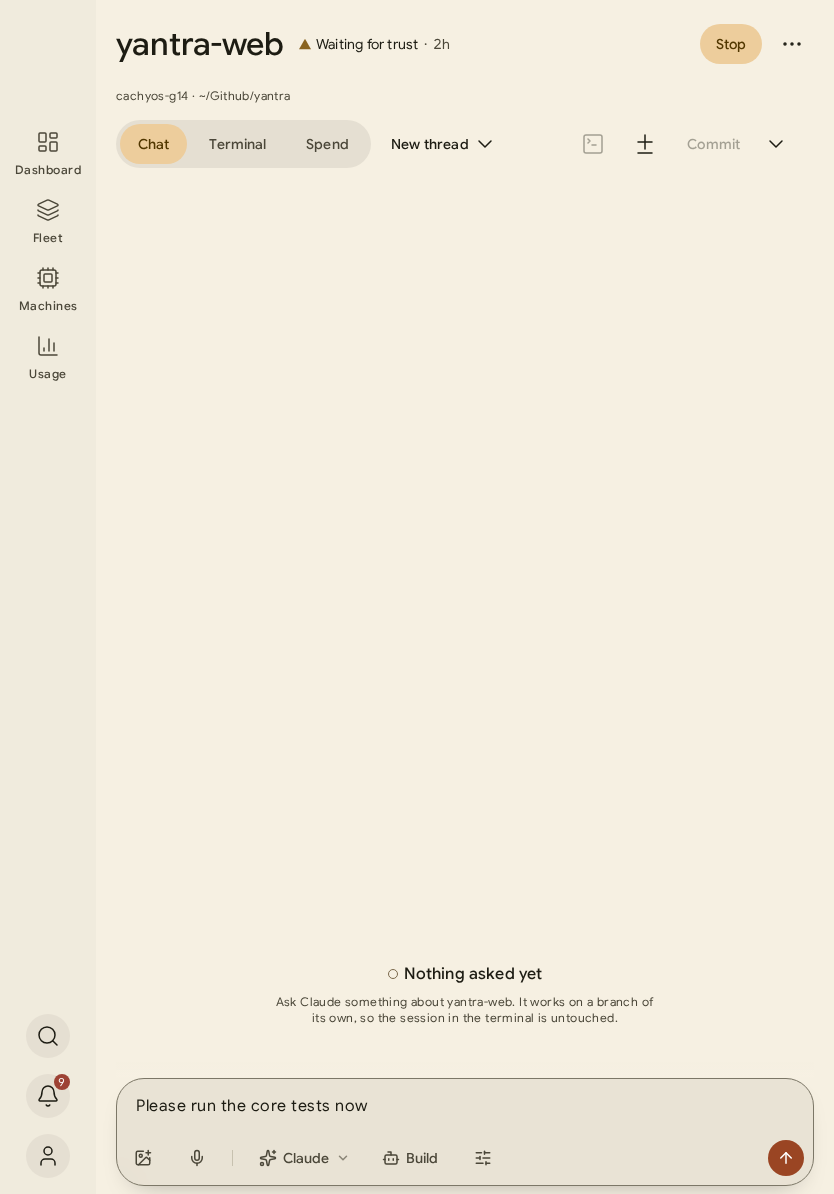 yantra-web Waiting for trust · 2h Stop
cachyos-g14 · ~/Github/yantra
Chat Terminal Spend New thread Commit
Dashboard
Fleet
Machines
Usage
Nothing asked yet
Ask Claude something about yantra-web. It works on a branch of
its own, so the session in the terminal is untouched.
9
Please run the core tests now
Claude Build